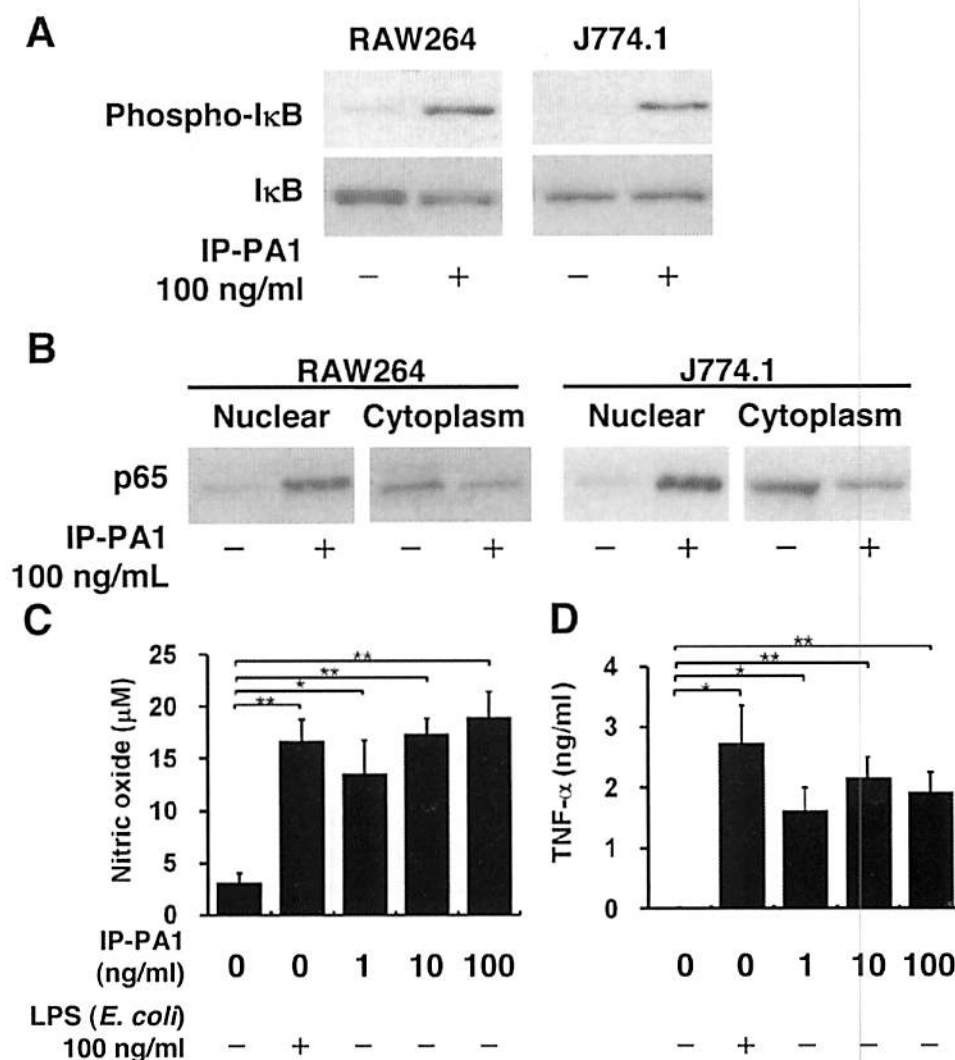 A
RAW264 J774.1
Phospho-IκB
IκB
IP-PA1
100 ng/ml − + − +
B
RAW264 J774.1
Nuclear Cytoplasm Nuclear Cytoplasm
p65
IP-PA1
100 ng/mL − + − + − + − +
C
Nitric oxide (μM)
25
20
15
10
5
0
**
**
*
**
IP-PA1
(ng/ml) 0 0 1 10 100
LPS (E. coli)
100 ng/ml − + − − −
D
TNF-α (ng/ml)
4
3
2
1
0
**
**
*
*
0 0 1 10 100
− + − − −